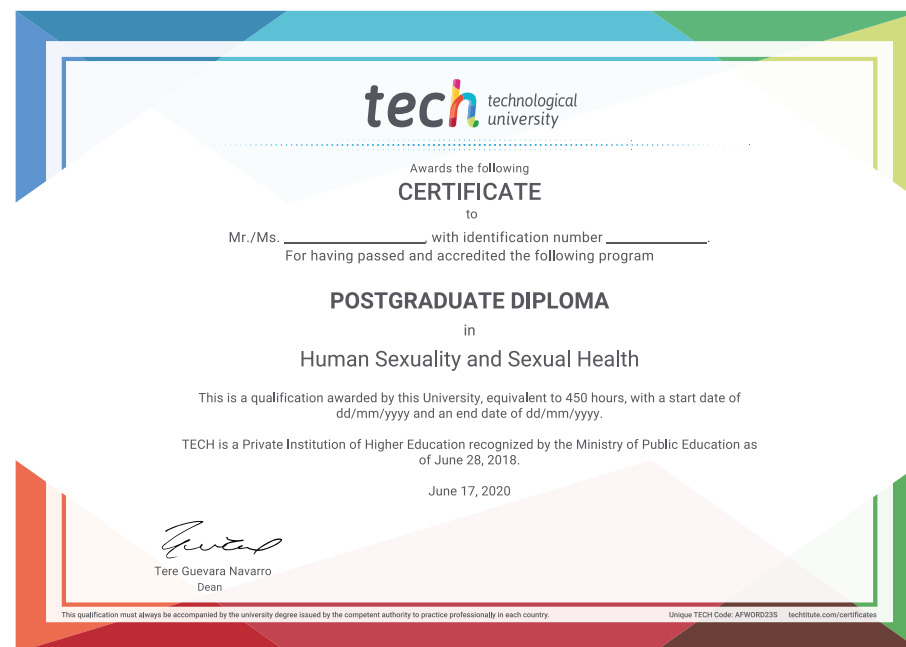 tech technological
university
Awards the following
CERTIFICATE
to
Mr./Ms. , with identification number .
For having passed and accredited the following program
POSTGRADUATE DIPLOMA
in
Human Sexuality and Sexual Health
This is a qualification awarded by this University, equivalent to 450 hours, with a start date of
dd/mm/yyyy and an end date of dd/mm/yyyy.
TECH is a Private Institution of Higher Education recognized by the Ministry of Public Education as
of June 28, 2018.
June 17, 2020
Tere Guevara Navarro
Dean
This qualification must always be accompanied by the university degree issued by the competent authority to practice professionally in each country. Unique TECH Code: AFWORD23S techtitute.com/certificates